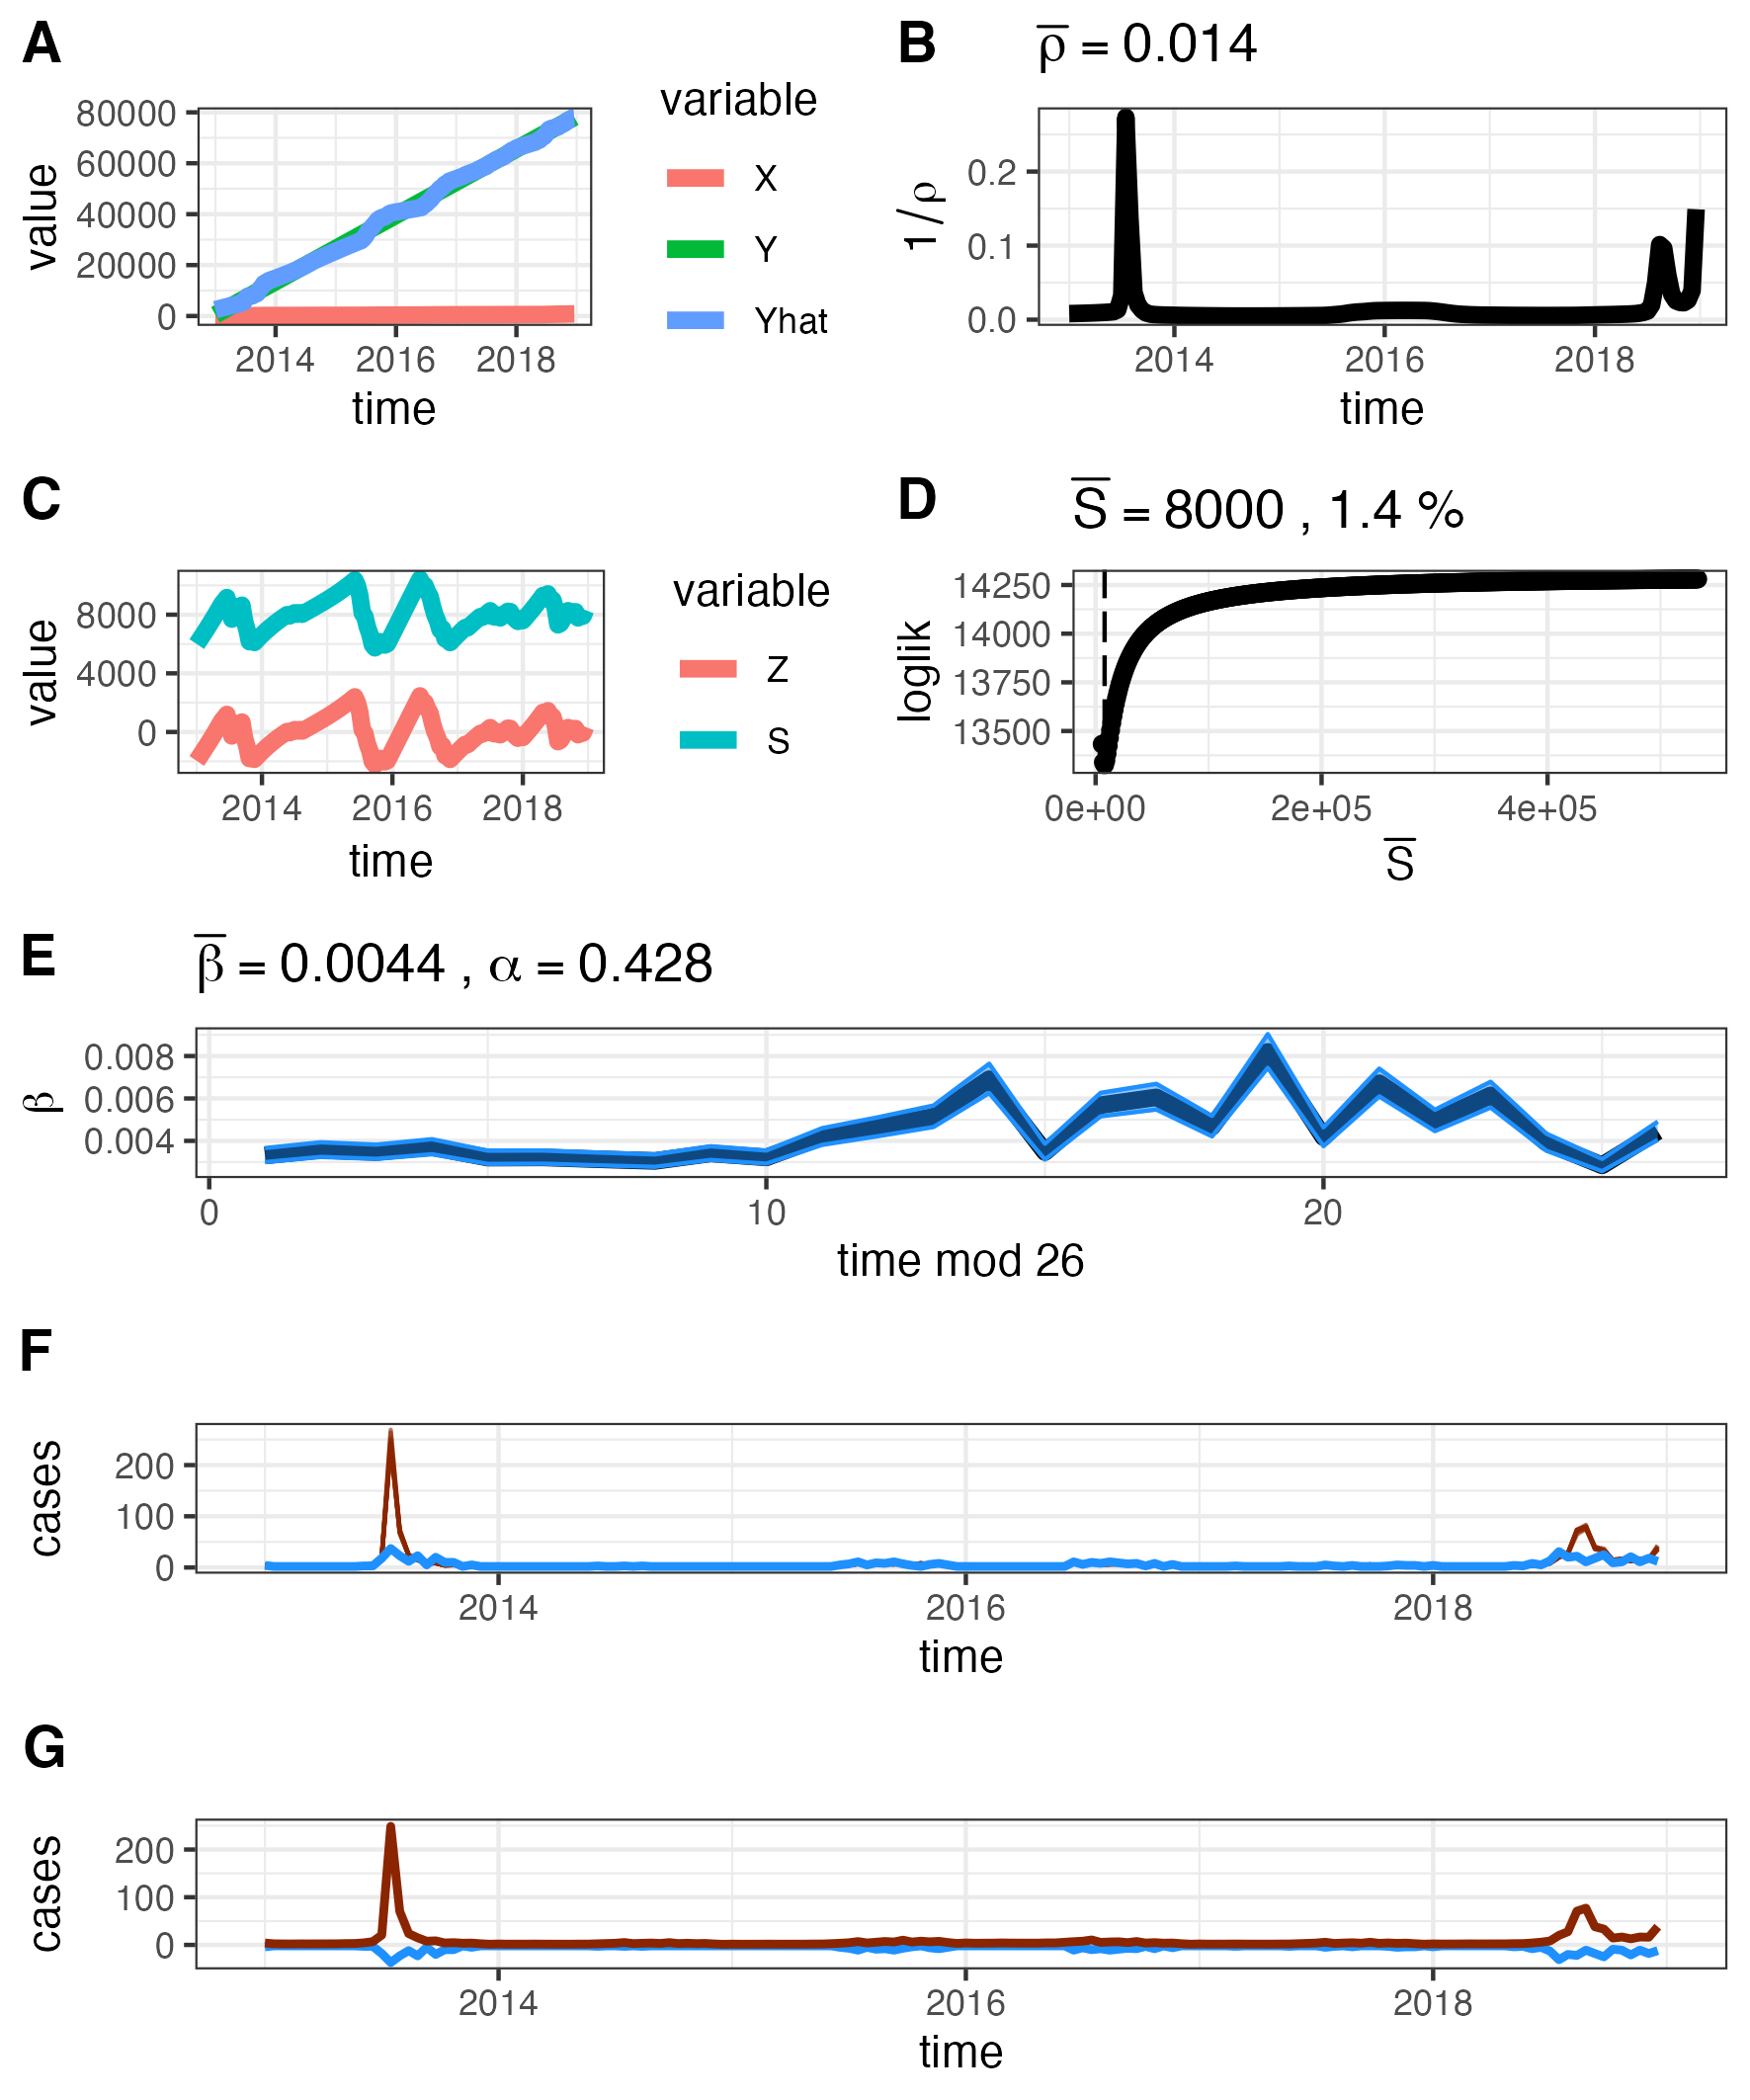 A
80000
60000
40000
20000
0
value
2014 2016 2018
time
variable
X
Y
Yhat
B
ρ̅ = 0.014
0.2
0.1
0.0
1/ρ
2014 2016 2018
time
C
8000
4000
0
value
2014 2016 2018
time
variable
Z
S
D
S̅ = 8000 , 1.4 %
14250
14000
13750
13500
loglik
0e+00 2e+05 4e+05
S̅
E
β̅ = 0.0044 , α = 0.428
0.008
0.006
0.004
β
0 10 20
time mod 26
F
200
100
0
cases
2014 2016 2018
time
G
200
100
0
cases
2014 2016 2018
time